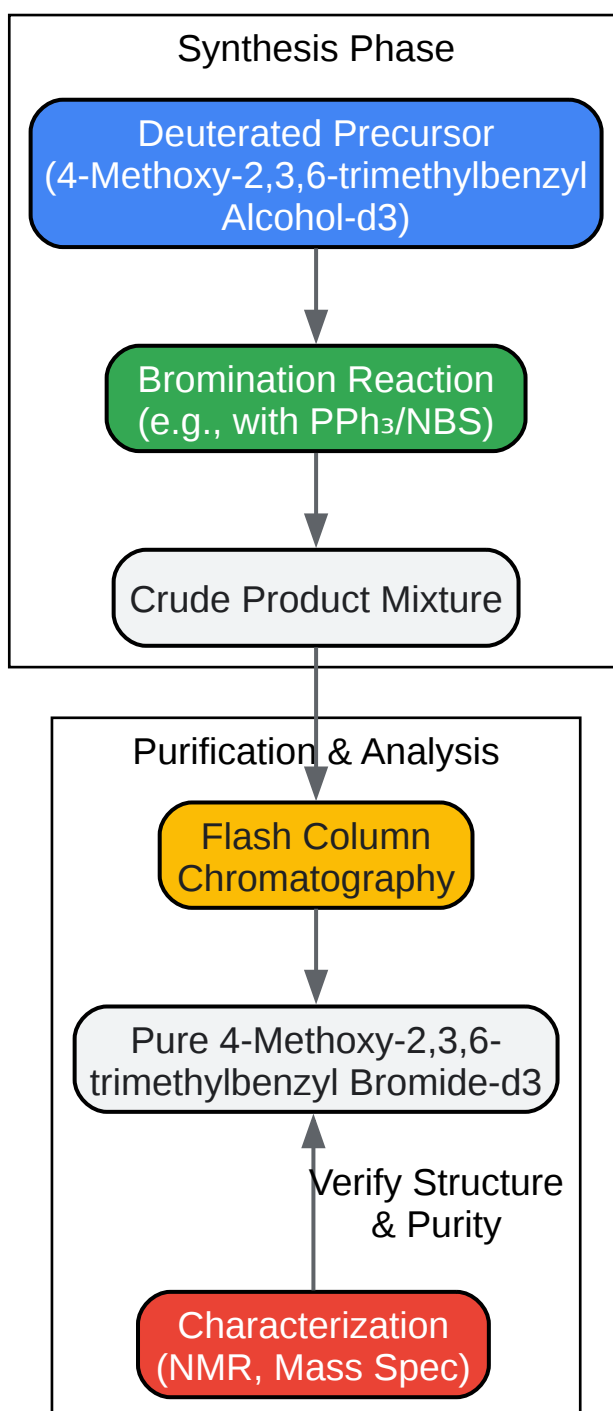 Synthesis Phase
Deuterated Precursor
(4-Methoxy-2,3,6-trimethylbenzyl
Alcohol-d3)
Bromination Reaction
(e.g., with PPh₃/NBS)
Crude Product Mixture
Purification & Analysis
Flash Column
Chromatography
Pure 4-Methoxy-2,3,6-
trimethylbenzyl Bromide-d3
Verify Structure
& Purity
Characterization
(NMR, Mass Spec)